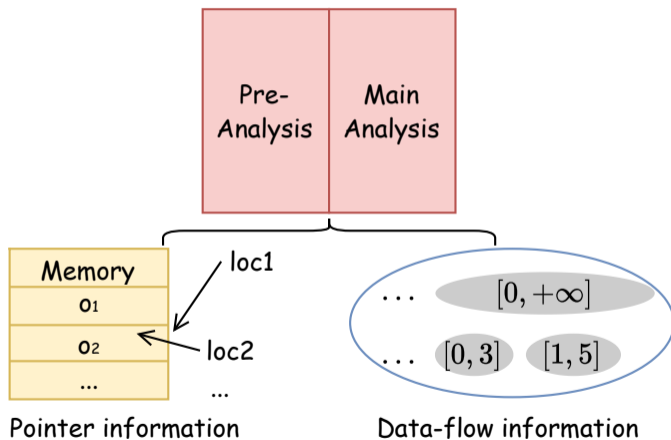 Pre-
Analysis
Main
Analysis
Memory
o₁
o₂
...
loc1
loc2
...
... [0, +∞]
... [0, 3] [1, 5]
Pointer information
Data-flow information